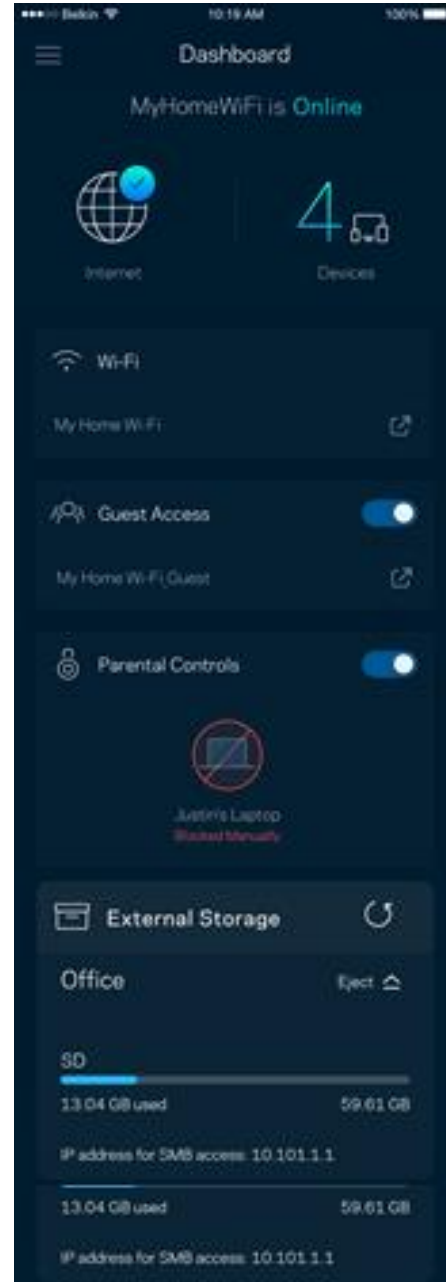 Belkin 10:19 AM 100%
Dashboard
MyHomeWiFi is Online
4
Internet Devices
Wi-Fi
My Home Wi-Fi
Guest Access
My Home Wi-Fi_Guest
Parental Controls
Justin's Laptop
Blocked Manually
External Storage
Office Eject
SD
13.04 GB used 59.61 GB
IP address for SMB access: 10.101.1.1
13.04 GB used 59.61 GB
IP address for SMB access: 10.101.1.1